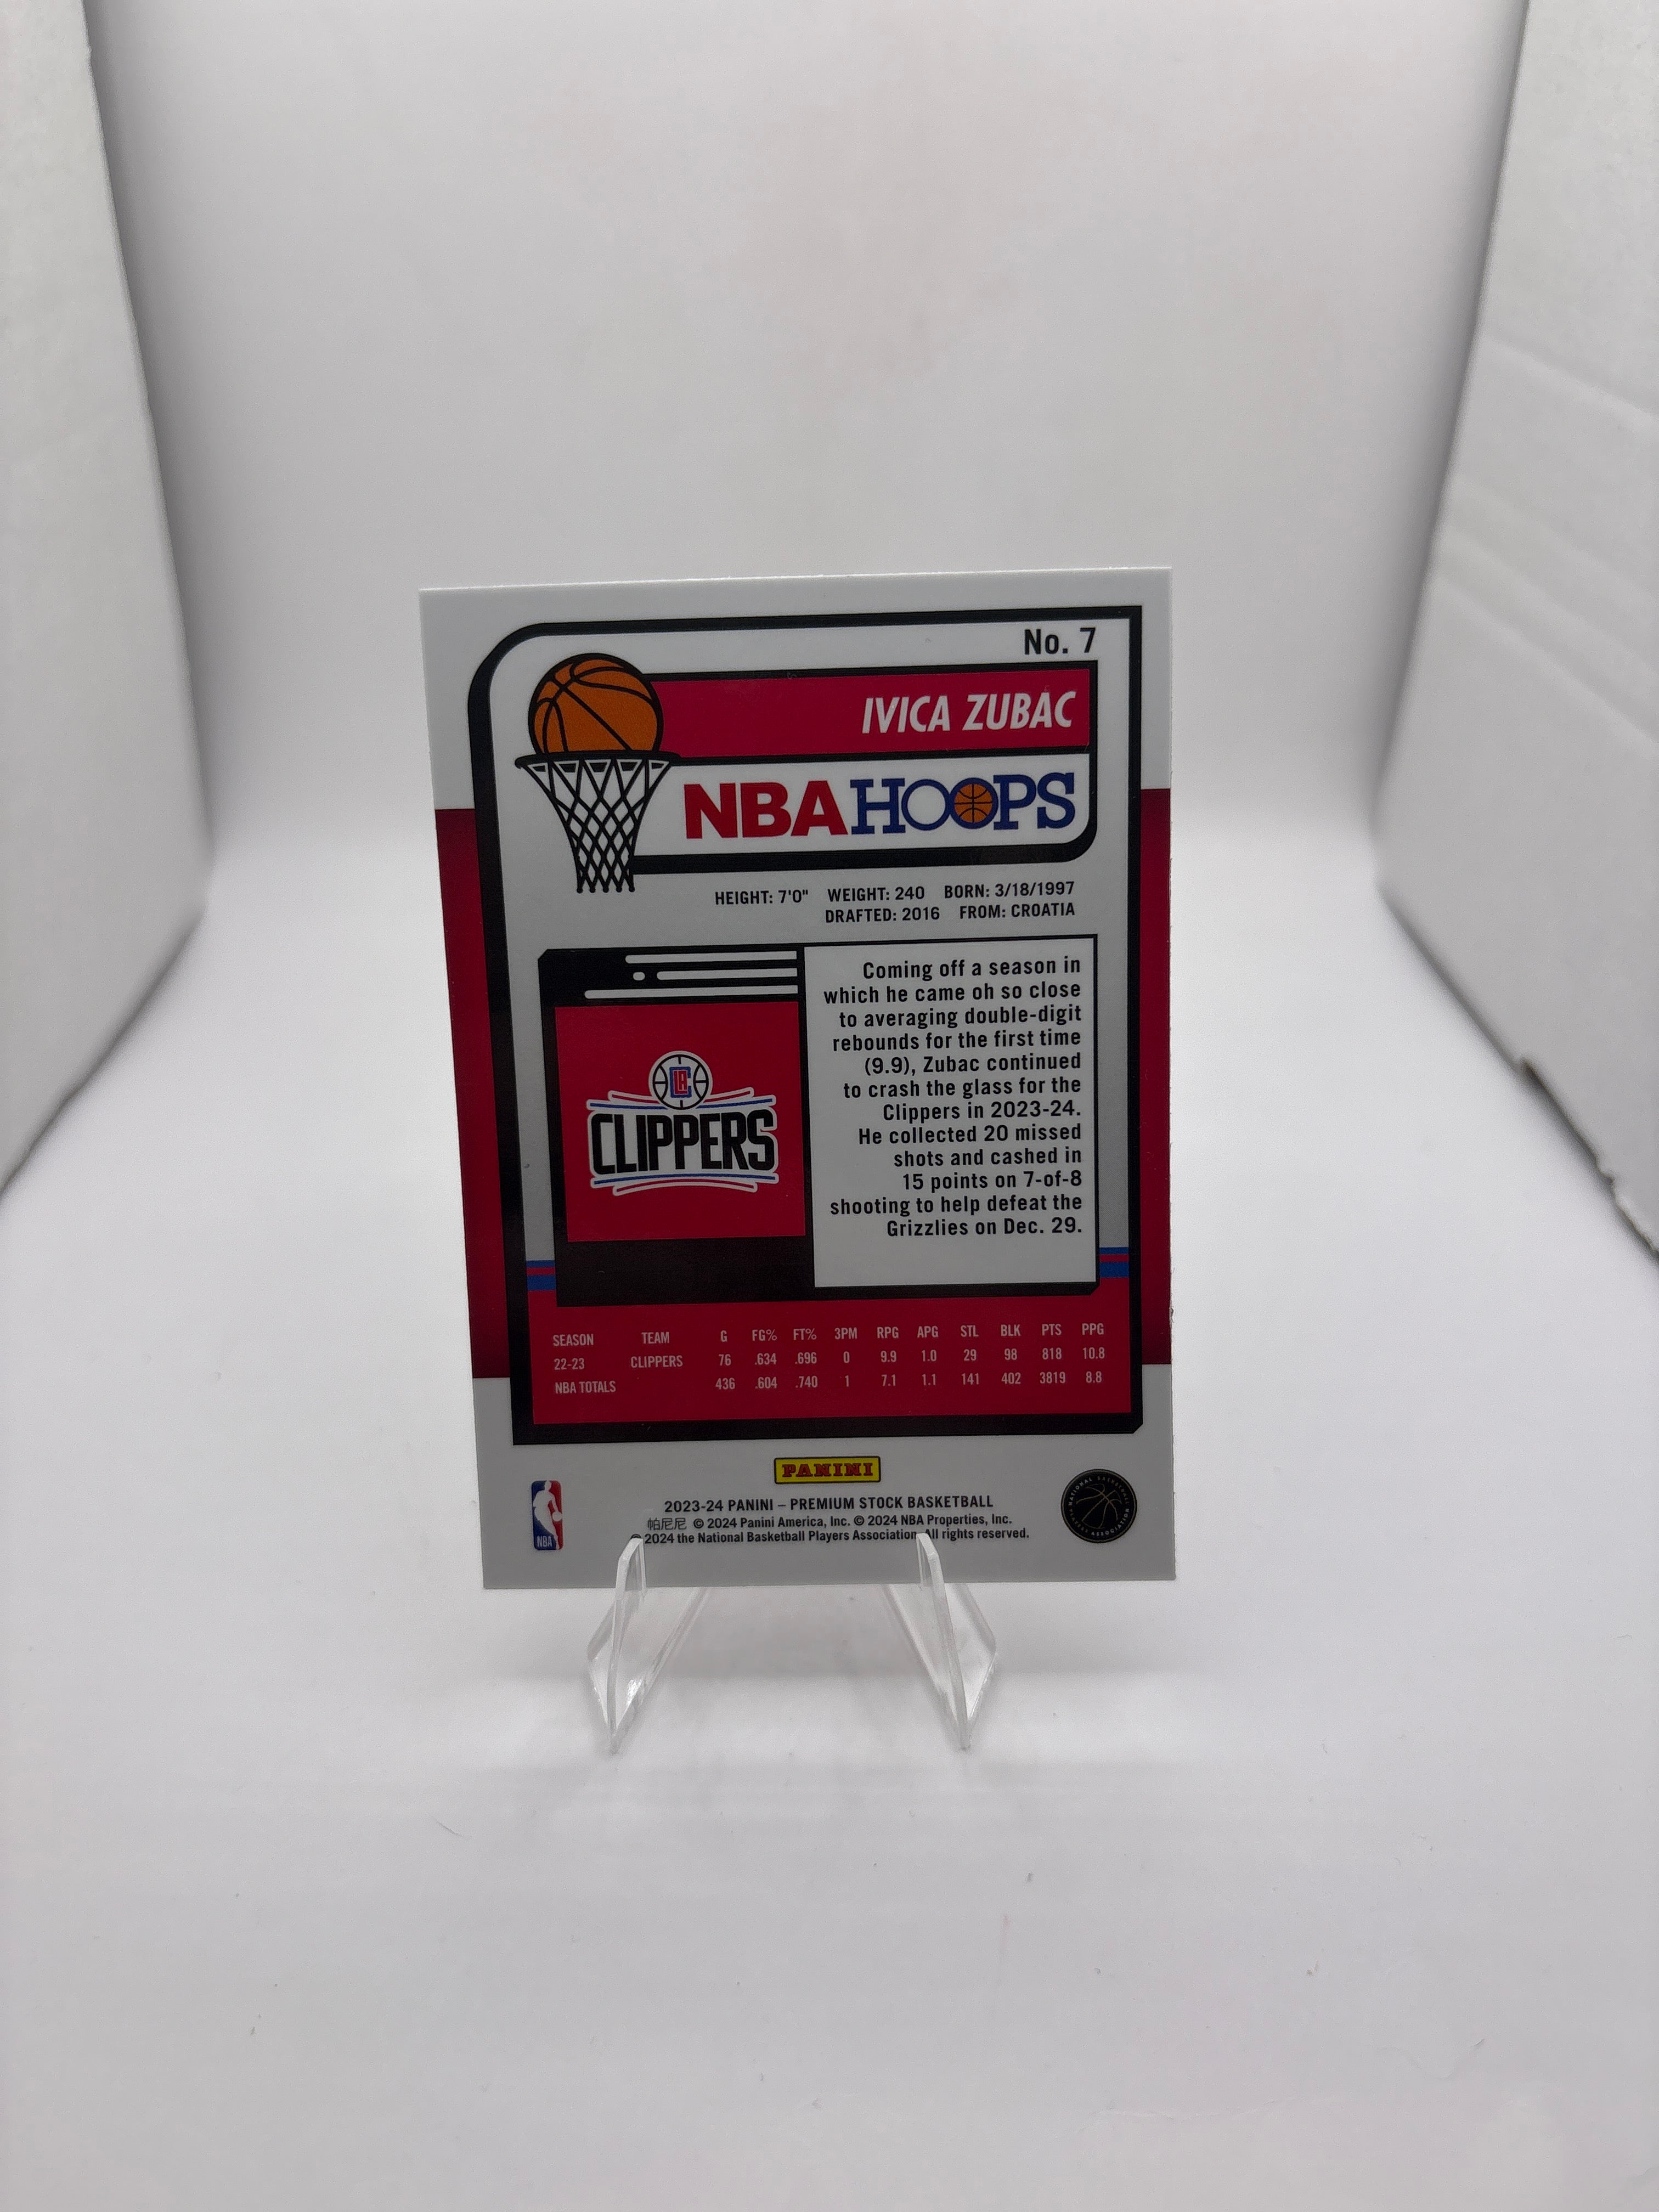 No. 7
IVICA ZUBAC
NBA HOOPS
HEIGHT: 7'0" WEIGHT: 240 BORN: 3/18/1997
DRAFTED: 2016 FROM: CROATIA
LA
CLIPPERS
Coming off a season in
which he came oh so close
to averaging double-digit
rebounds for the first time
(9.9), Zubac continued
to crash the glass for the
Clippers in 2023-24.
He collected 20 missed
shots and cashed in
15 points on 7-of-8
shooting to help defeat the
Grizzlies on Dec. 29.
SEASON TEAM G FG% FT% 3PM RPG APG STL BLK PTS PPG
22-23 CLIPPERS 76 .634 .696 0 9.9 1.0 29 98 818 10.8
NBA TOTALS 436 .604 .740 1 7.1 1.1 141 402 3819 8.8
PANINI
2023-24 PANINI – PREMIUM STOCK BASKETBALL
帕尼尼 © 2024 Panini America, Inc. © 2024 NBA Properties, Inc.
2024 the National Basketball Players Association. All rights reserved.
NBA
NATIONAL BASKETBALL PLAYERS ASSOCIATION